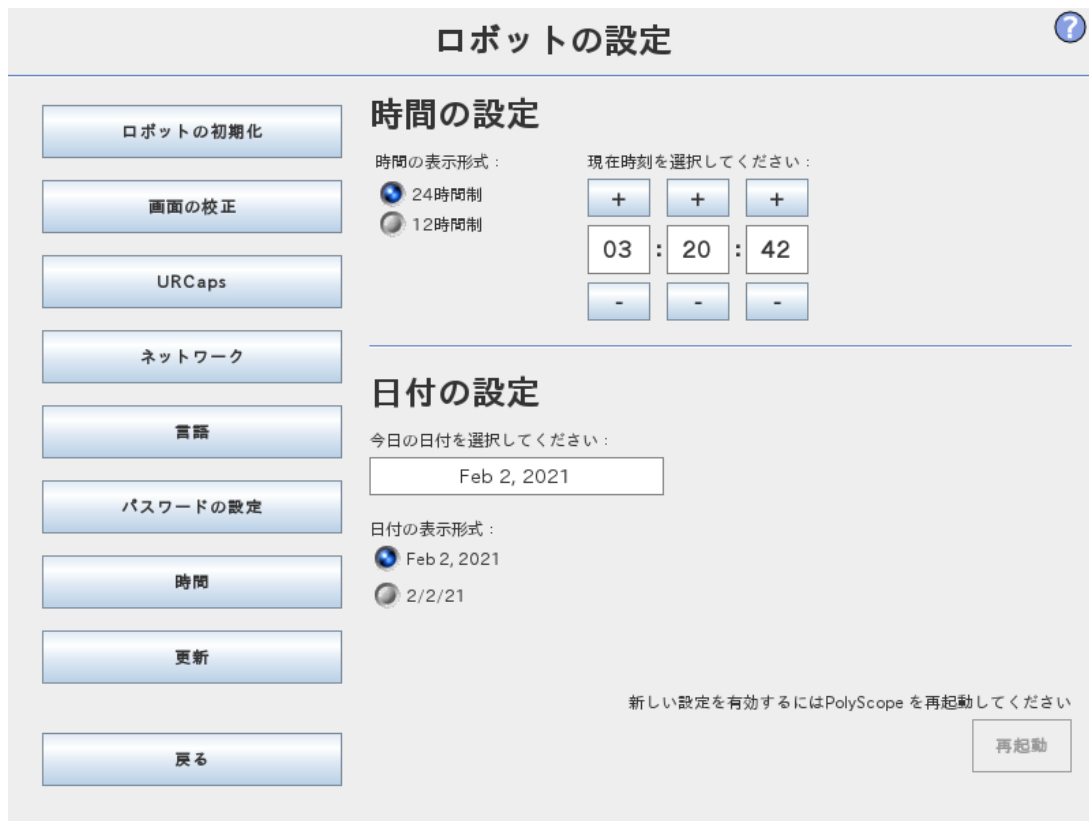 ロボットの設定
?
ロボットの初期化
画面の校正
URCaps
ネットワーク
言語
パスワードの設定
時間
更新
戻る
時間の設定
時間の表示形式:
24時間制
12時間制
現在時刻を選択してください:
+ + +
03 : 20 : 42
- - -
日付の設定
今日の日付を選択してください:
Feb 2, 2021
日付の表示形式:
Feb 2, 2021
2/2/21
新しい設定を有効するにはPolyScope を再起動してください
再起動